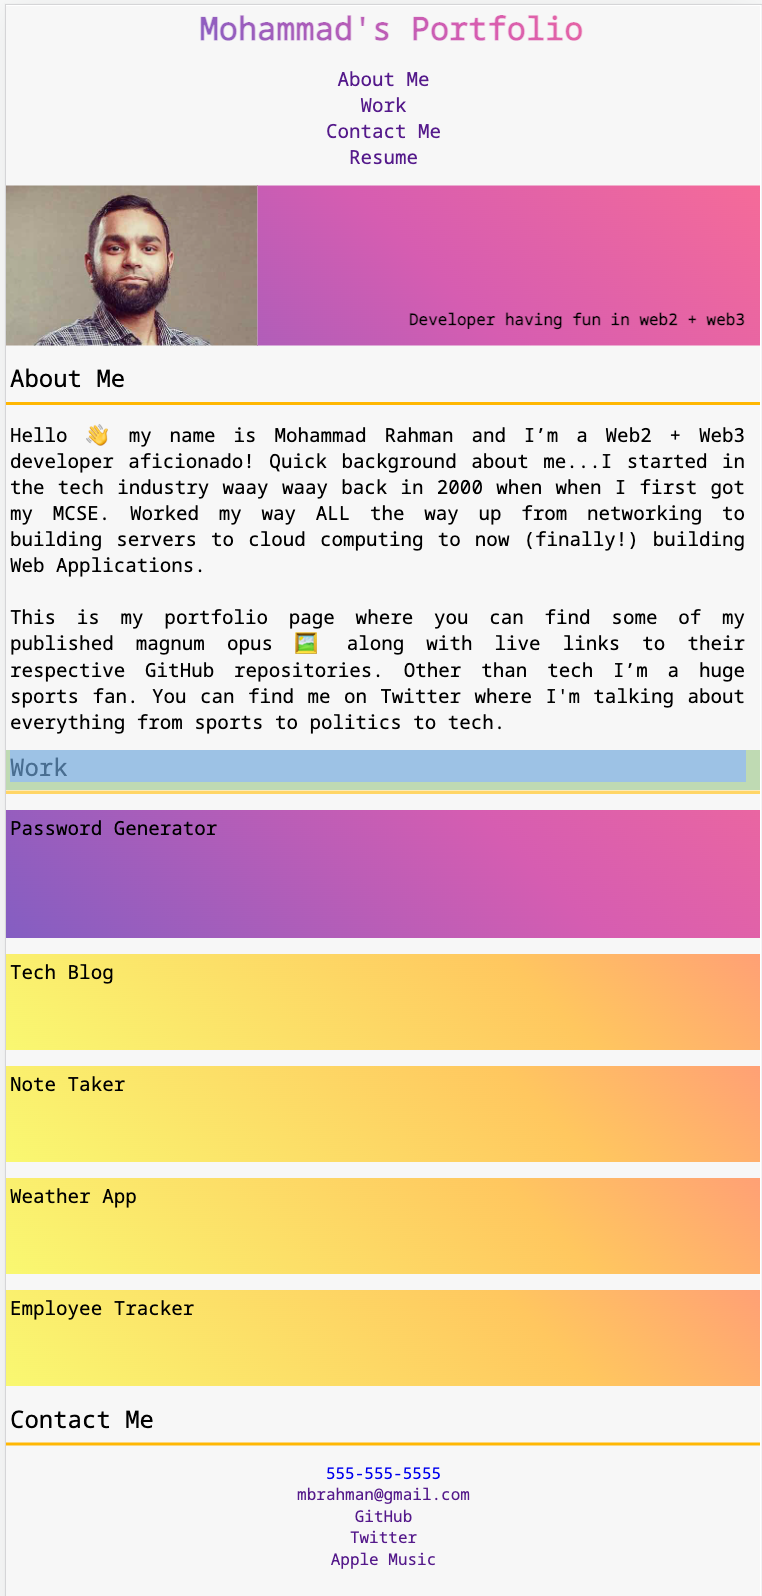 Mohammad's Portfolio
About Me
Work
Contact Me
Resume
Developer having fun in web2 + web3
About Me
Hello 👋 my name is Mohammad Rahman and I’m a Web2 + Web3
developer aficionado! Quick background about me...I started in
the tech industry waay waay back in 2000 when when I first got
my MCSE. Worked my way ALL the way up from networking to
building servers to cloud computing to now (finally!) building
Web Applications.
This is my portfolio page where you can find some of my
published magnum opus 🖼️ along with live links to their
respective GitHub repositories. Other than tech I’m a huge
sports fan. You can find me on Twitter where I'm talking about
everything from sports to politics to tech.
Work
Password Generator
Tech Blog
Note Taker
Weather App
Employee Tracker
Contact Me
555-555-5555
mbrahman@gmail.com
GitHub
Twitter
Apple Music